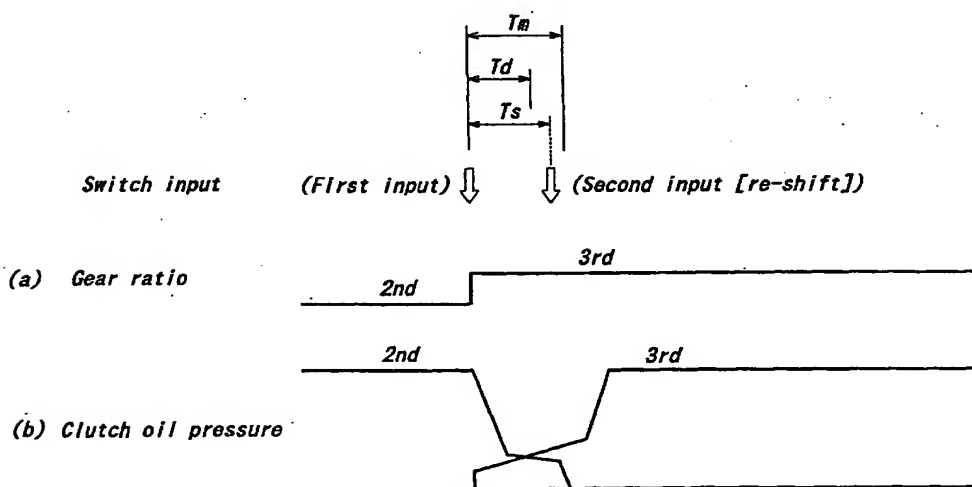 Tm
Td
Ts
Switch input (First input) (Second input [re-shift])
3rd
(a) Gear ratio
2nd
2nd 3rd
(b) Clutch oil pressure